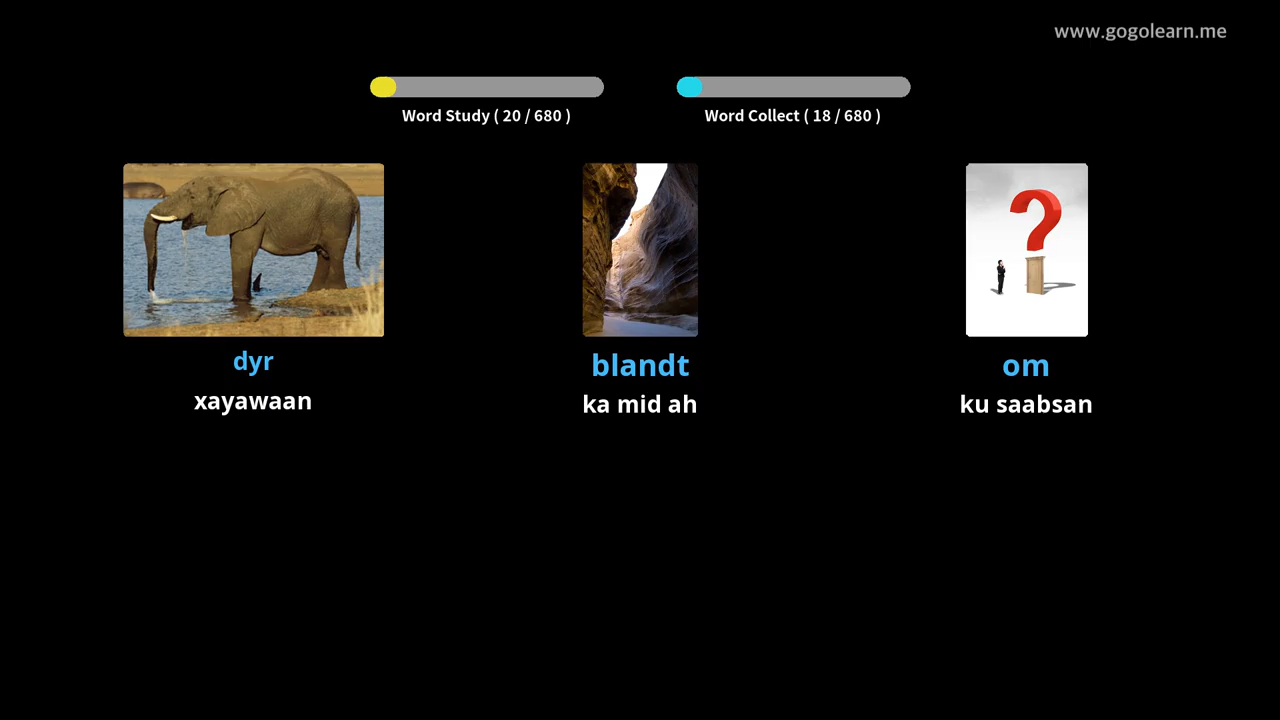 www.gogolearn.me
Word Study ( 20 / 680 )
Word Collect ( 18 / 680 )
dyr
xayawaan
blandt
ka mid ah
om
ku saabsan